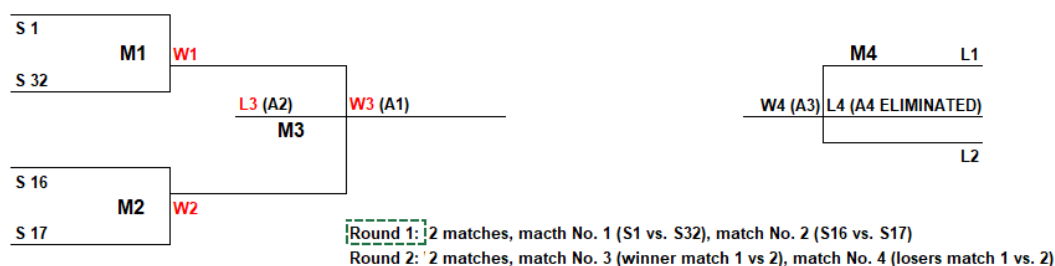 S 1
M1
W1
S 32
L3 (A2)
W3 (A1)
M3
S 16
M2
W2
S 17
M4
L1
W4 (A3)
L4 (A4 ELIMINATED)
L2
Round 1: 2 matches, macth No. 1 (S1 vs. S32), match No. 2 (S16 vs. S17)
Round 2: 2 matches, match No. 3 (winner match 1 vs 2), match No. 4 (losers match 1 vs. 2)